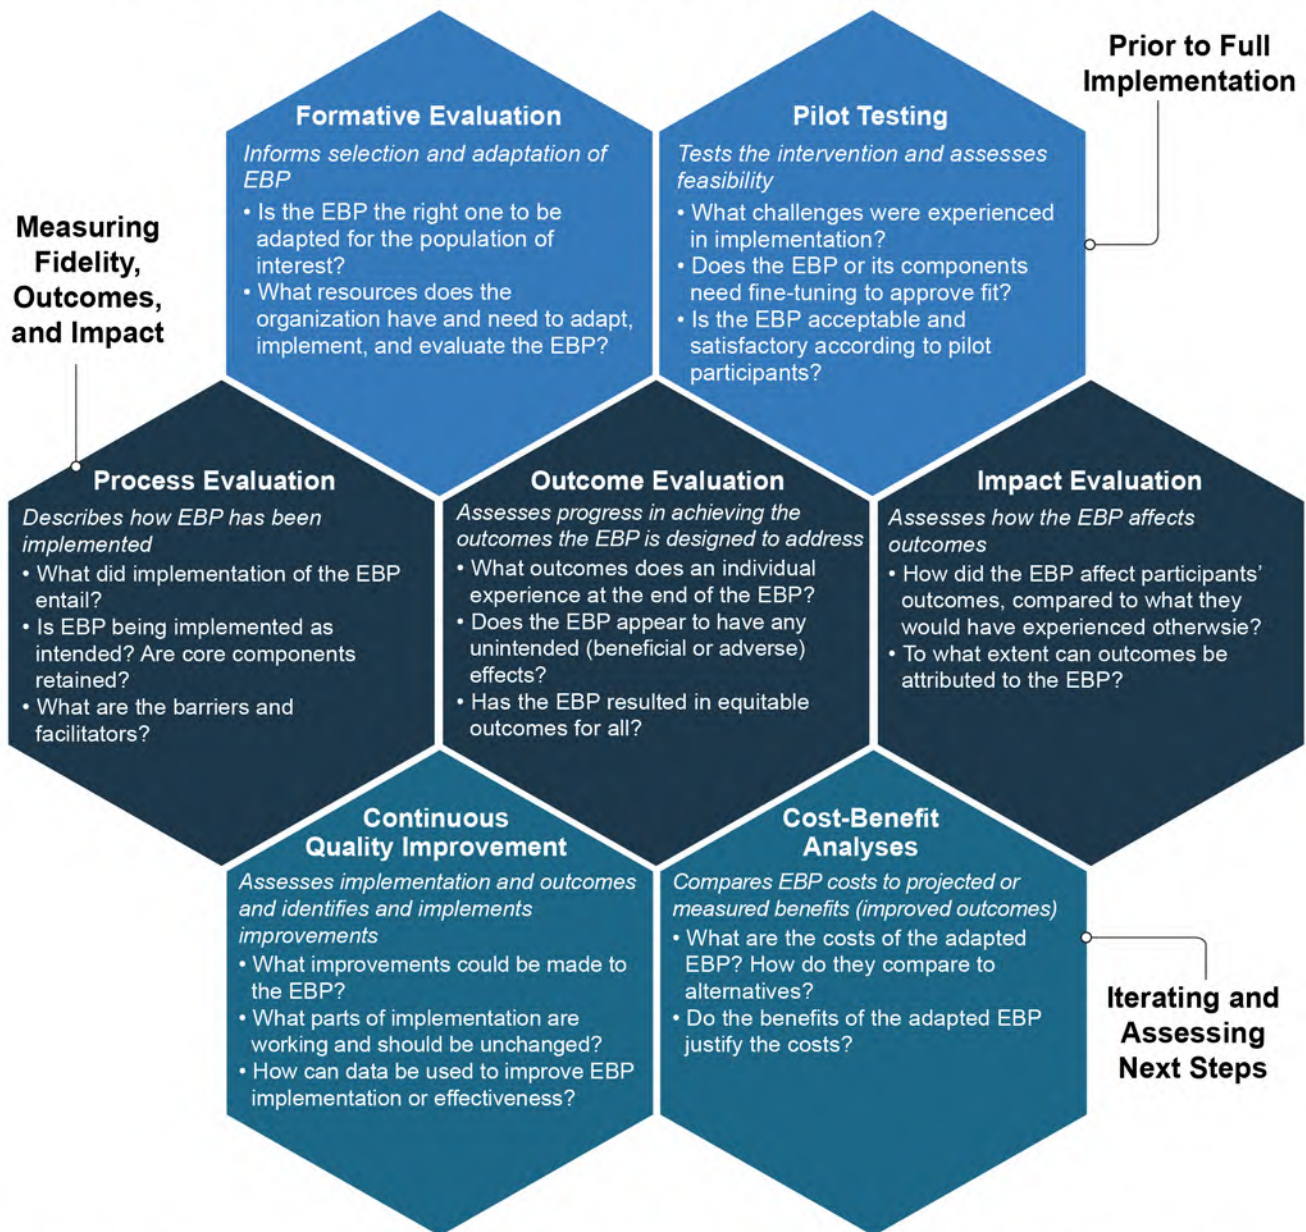 Prior to Full
Implementation
Formative Evaluation
Informs selection and adaptation of
EBP
• Is the EBP the right one to be
adapted for the population of
interest?
• What resources does the
organization have and need to adapt,
implement, and evaluate the EBP?
Pilot Testing
Tests the intervention and assesses
feasibility
• What challenges were experienced
in implementation?
• Does the EBP or its components
need fine-tuning to approve fit?
• Is the EBP acceptable and
satisfactory according to pilot
participants?
Measuring
Fidelity,
Outcomes,
and Impact
Process Evaluation
Describes how EBP has been
implemented
• What did implementation of the EBP
entail?
• Is EBP being implemented as
intended? Are core components
retained?
• What are the barriers and
facilitators?
Outcome Evaluation
Assesses progress in achieving the
outcomes the EBP is designed to address
• What outcomes does an individual
experience at the end of the EBP?
• Does the EBP appear to have any
unintended (beneficial or adverse)
effects?
• Has the EBP resulted in equitable
outcomes for all?
Impact Evaluation
Assesses how the EBP affects
outcomes
• How did the EBP affect participants’
outcomes, compared to what they
would have experienced otherwsie?
• To what extent can outcomes be
attributed to the EBP?
Continuous
Quality Improvement
Assesses implementation and outcomes
and identifies and implements
improvements
• What improvements could be made to
the EBP?
• What parts of implementation are
working and should be unchanged?
• How can data be used to improve EBP
implementation or effectiveness?
Cost-Benefit
Analyses
Compares EBP costs to projected or
measured benefits (improved outcomes)
• What are the costs of the adapted
EBP? How do they compare to
alternatives?
• Do the benefits of the adapted EBP
justify the costs?
Iterating and
Assessing
Next Steps